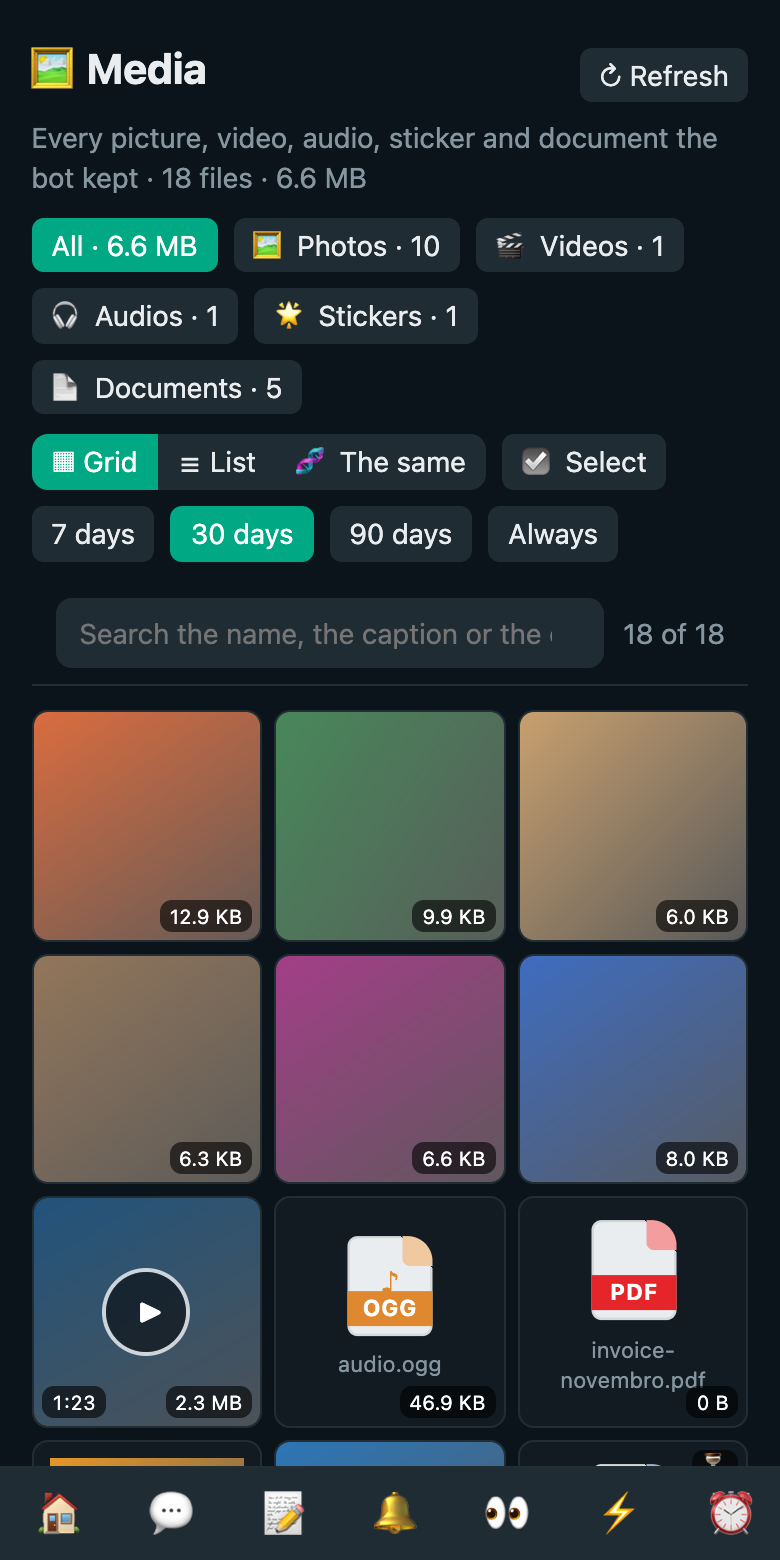 Media
Refresh
Every picture, video, audio, sticker and document the
bot kept · 18 files · 6.6 MB
All · 6.6 MB
Photos · 10
Videos · 1
Audios · 1
Stickers · 1
Documents · 5
Grid
List
The same
Select
7 days
30 days
90 days
Always
Search the name, the caption or the
18 of 18
12.9 KB
9.9 KB
6.0 KB
6.3 KB
6.6 KB
8.0 KB
1:23
2.3 MB
OGG
audio.ogg
46.9 KB
PDF
invoice-
novembro.pdf
0 B